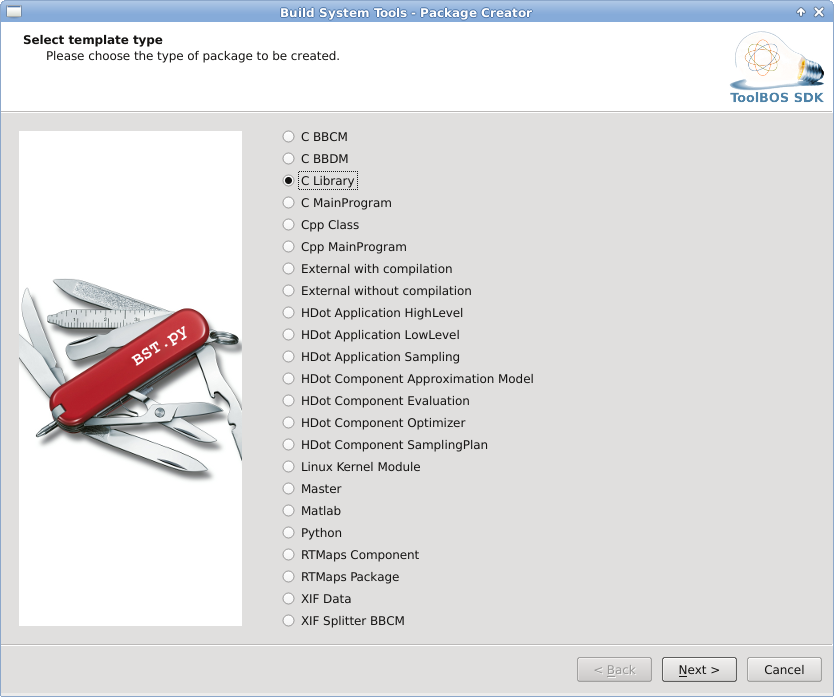 Build System Tools - Package Creator
Select template type
Please choose the type of package to be created.
ToolBOS SDK
C BBCM
C BBDM
C Library
C MainProgram
Cpp Class
Cpp MainProgram
External with compilation
External without compilation
HDot Application HighLevel
HDot Application LowLevel
HDot Application Sampling
HDot Component Approximation Model
HDot Component Evaluation
HDot Component Optimizer
HDot Component SamplingPlan
Linux Kernel Module
Master
Matlab
Python
RTMaps Component
RTMaps Package
XIF Data
XIF Splitter BBCM
BST.py
< Back
Next >
Cancel